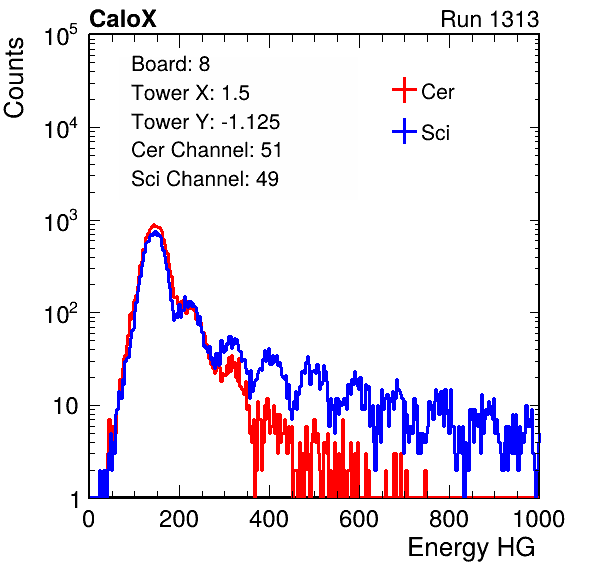 CaloX Run 1313
Counts
Board: 8
Tower X: 1.5
Tower Y: -1.125
Cer Channel: 51
Sci Channel: 49
Cer
Sci
10^5
10^4
10^3
10^2
10
1
0 200 400 600 800 1000
Energy HG